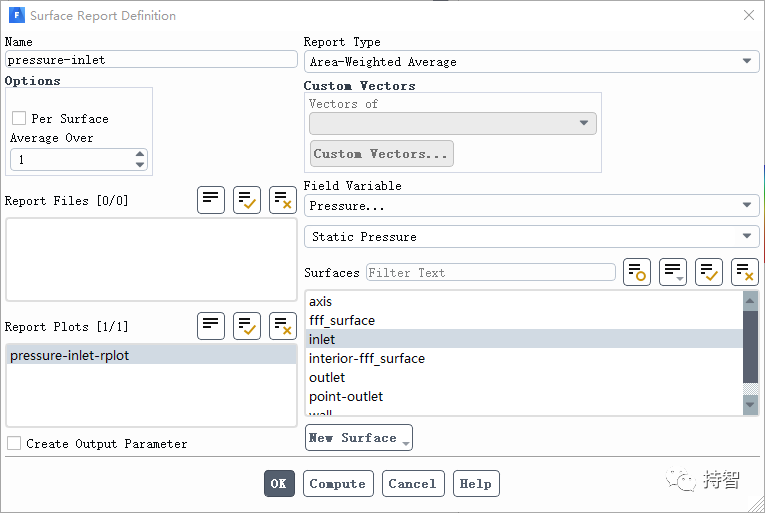 Surface Report Definition
Name
pressure-inlet
Options
Per Surface
Average Over
1
Report Files [0/0]
Report Plots [1/1]
pressure-inlet-rplot
Create Output Parameter
Report Type
Area-Weighted Average
Custom Vectors
Vectors of
Custom Vectors...
Field Variable
Pressure...
Static Pressure
Surfaces
Filter Text
axis
fff_surface
inlet
interior-fff_surface
outlet
point-outlet
wall
New Surface
OK
Compute
Cancel
Help
持智